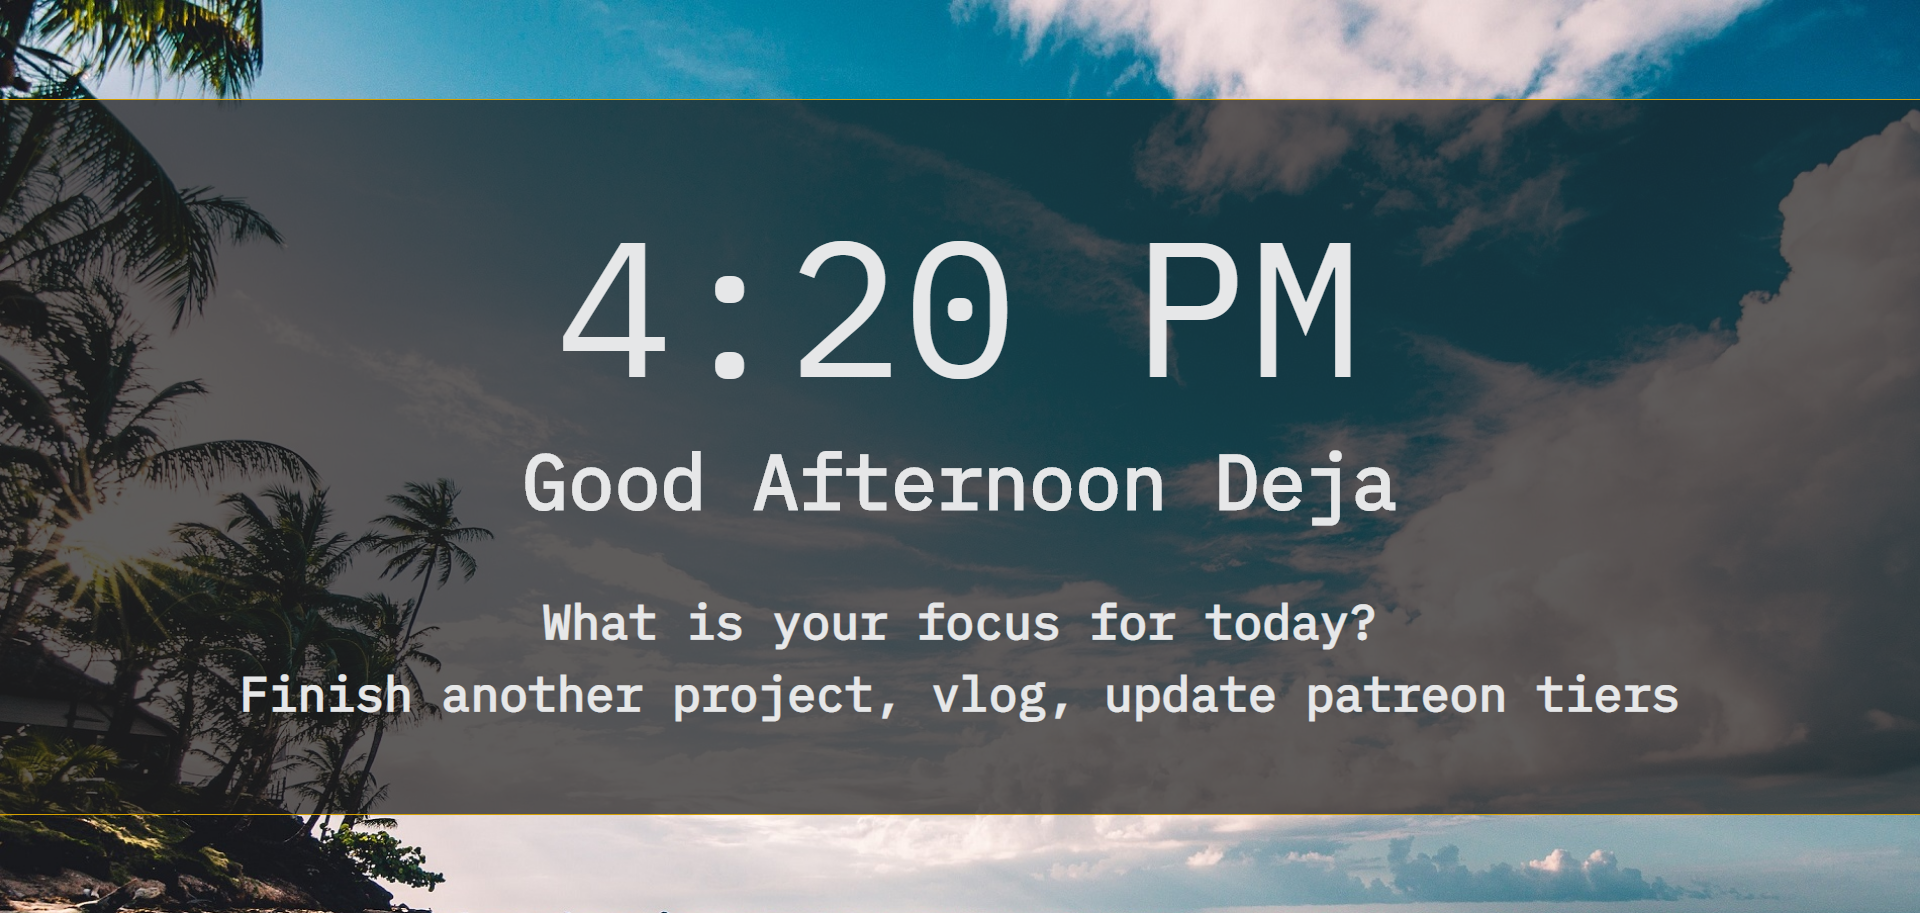 4:20 PM
Good Afternoon Deja
What is your focus for today?
Finish another project, vlog, update patreon tiers